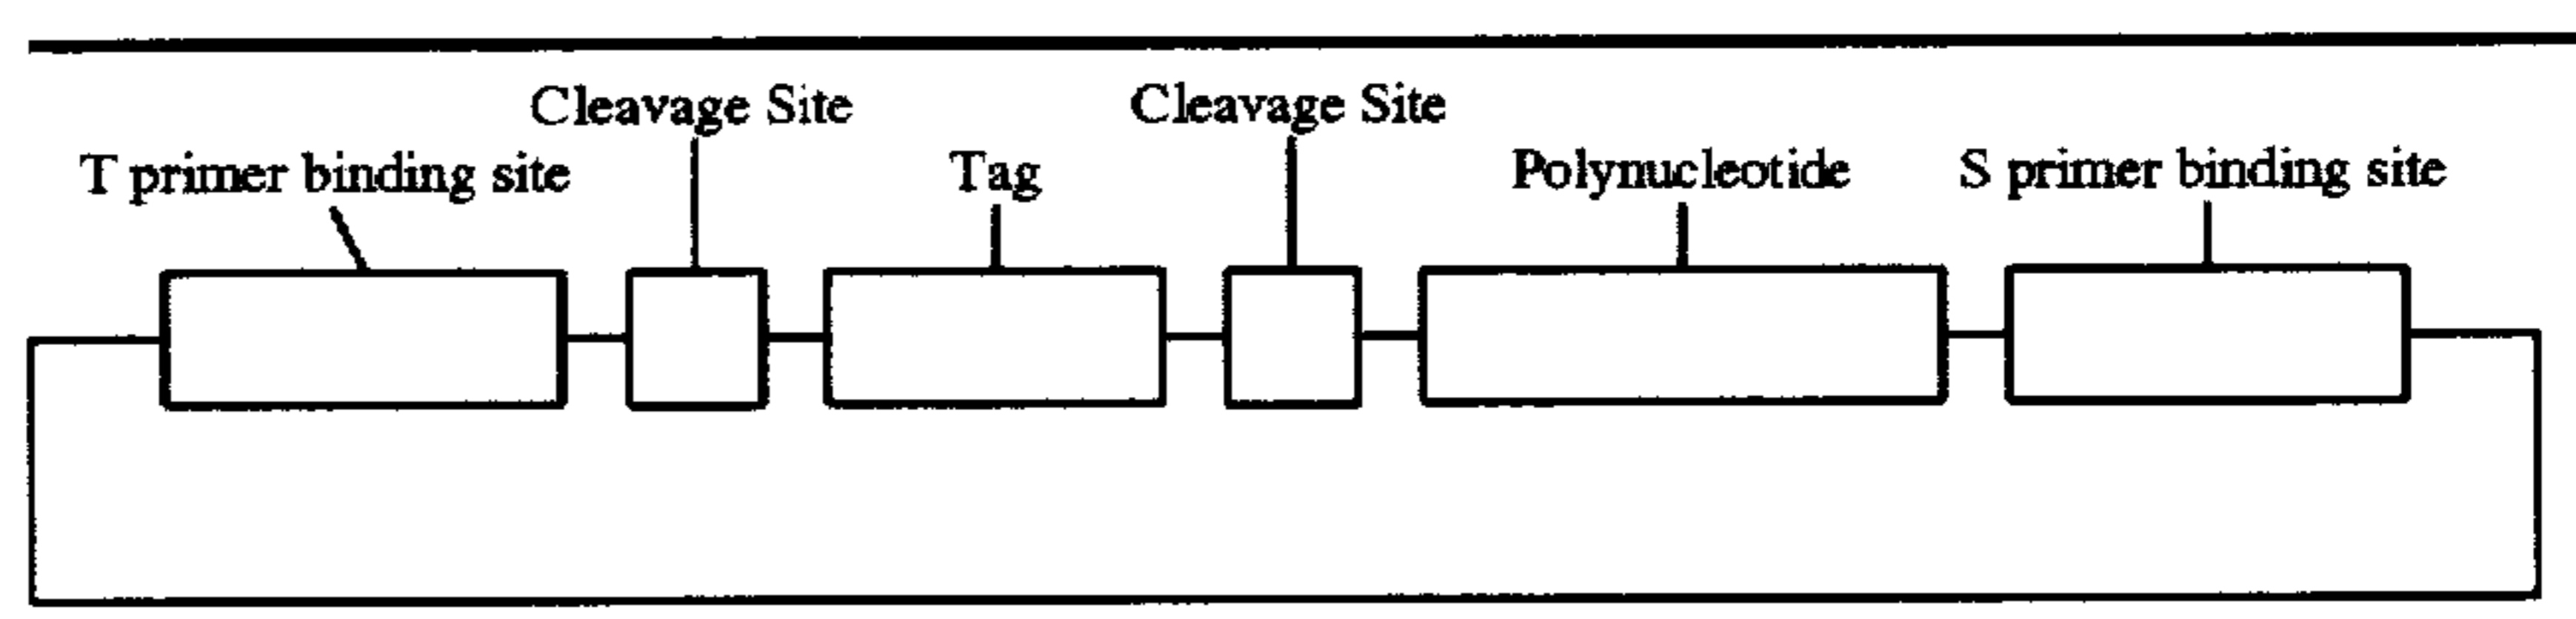 Cleavage Site Cleavage Site
T primer binding site Tag Polynucleotide S primer binding site